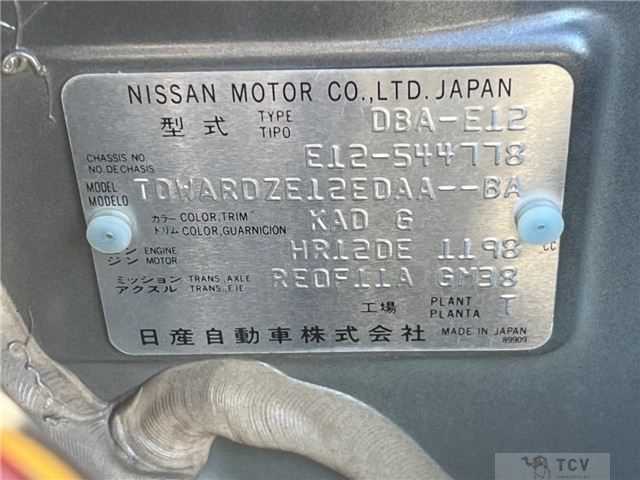 NISSAN MOTOR CO.,LTD. JAPAN
型式 TYPE TIPO DBA-E12
CHASSIS NO. NO.DECHASIS E12-544778
MODEL MODELO TDWARDZE12EDAA--BA
カラー COLOR,TRIM トリム COLOR,GUARNICIÓN KAD G
ジン ENGINE MOTOR HR12DE 1198 CC
ミッション アクスル TRANS. AXLE TRANS. EJE RE0F11A GM38
工場 PLANT PLANTA T
日産自動車株式会社 MADE IN JAPAN
89909
TCV